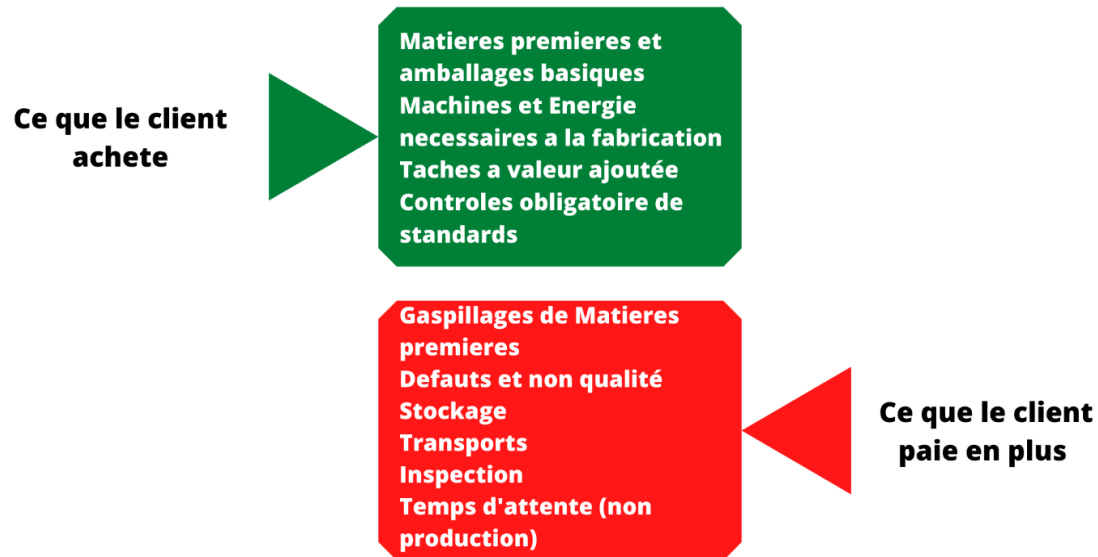 Ce que le client
achete
Matieres premieres et
amballages basiques
Machines et Energie
necessaires a la fabrication
Taches a valeur ajoutée
Controles obligatoire de
standards
Gaspillages de Matieres
premieres
Defauts et non qualité
Stockage
Transports
Inspection
Temps d'attente (non
production)
Ce que le client
paie en plus